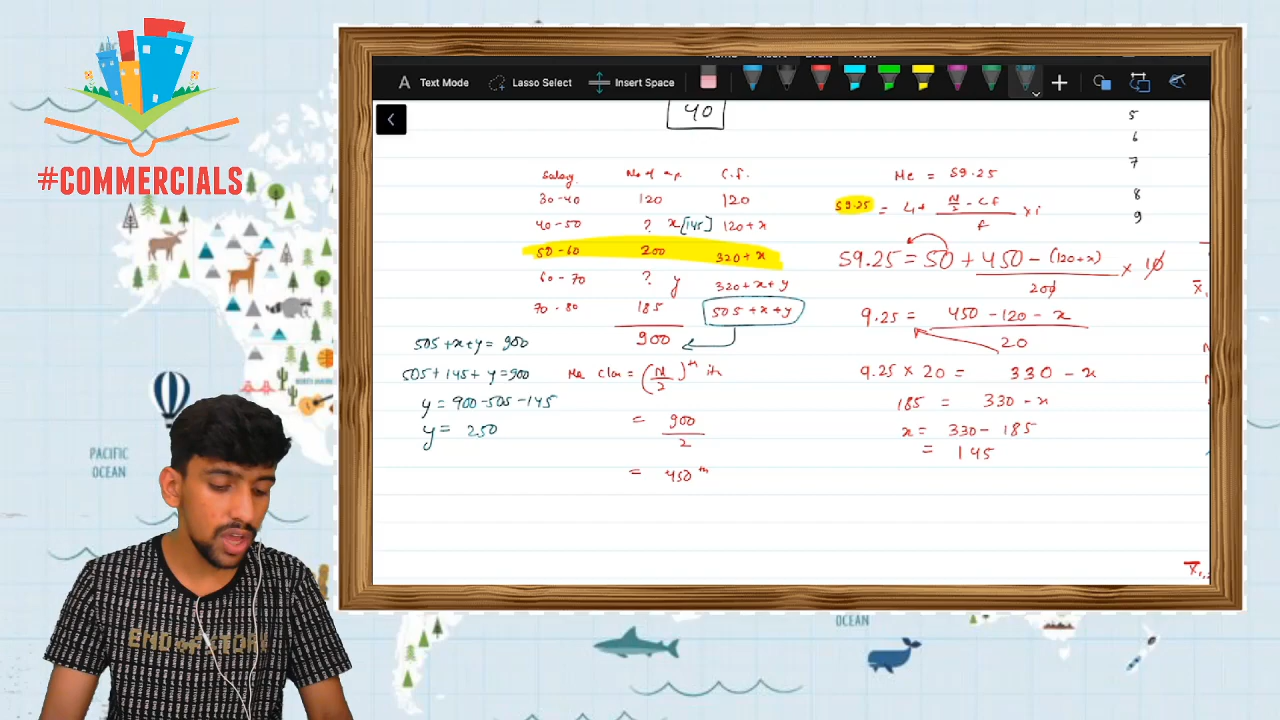 #COMMERCIALS
PACIFIC
OCEAN
OCEAN
END OF STORY
Text Mode
Lasso Select
Insert Space
40
5
6
7
8
9
Salary No of C.f.
30-40 120 120
40-50 ? x[145] 120+x
50-60 200 320+x
60-70 ? y 320+x+y
70-80 185 505+x+y
900
505+x+y= 900
505+145+y=900
y=900-505-145
y= 250
Me class = (N/2)th
= 900/2
= 450th
Me = 59.25
59.25 = L+ N/2 - cf / f × i
59.25 = 50 + 450 - (120+x) / 200 × 10
9.25 = 450 -120 - x / 20
9.25 × 20 = 330 - x
185 = 330 - x
x= 330- 185
= 145